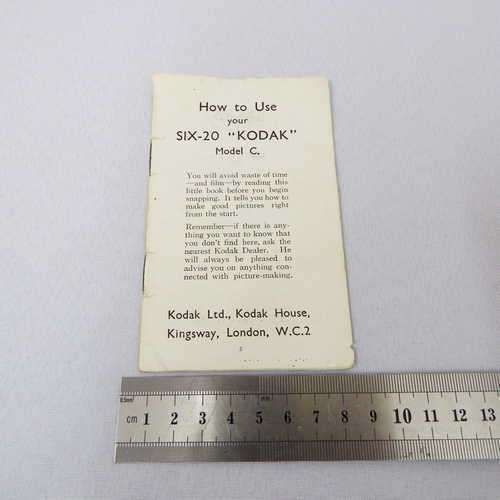 How to Use
your
SIX-20 "KODAK"
Model C.
You will avoid waste of time
—and film—by reading this
little book before you begin
snapping. It tells you how to
make good pictures right
from the start.
Remember—if there is any-
thing you want to know that
you don't find here, ask the
nearest Kodak Dealer. He
will always be pleased to
advise you on anything con-
nected with picture-making.
Kodak Ltd., Kodak House,
Kingsway, London, W.C.2
0.5mm
cm 1 2 3 4 5 6 7 8 9 10 11 12 13